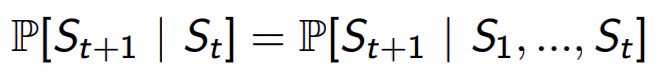 ℙ[S_{t+1} | S_t] = ℙ[S_{t+1} | S_1, ..., S_t]